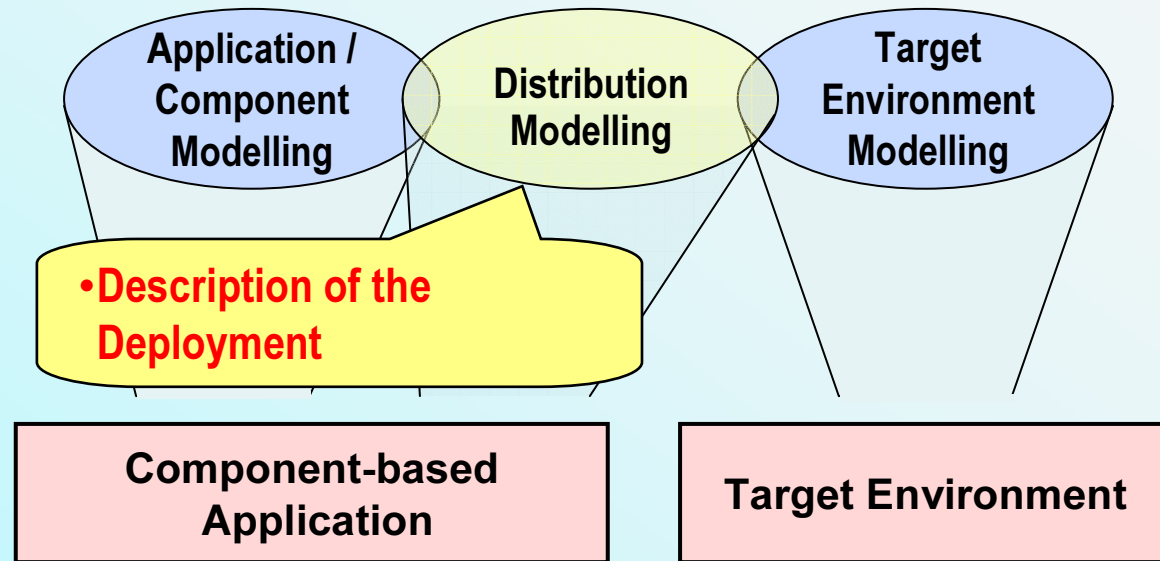 Application /
Component
Modelling
Distribution
Modelling
Target
Environment
Modelling
•Description of the
Deployment
Component-based
Application
Target Environment